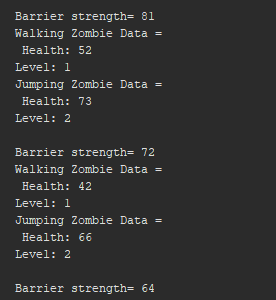 Barrier strength= 81
Walking Zombie Data =
 Health: 52
Level: 1
Jumping Zombie Data =
 Health: 73
Level: 2

Barrier strength= 72
Walking Zombie Data =
 Health: 42
Level: 1
Jumping Zombie Data =
 Health: 66
Level: 2

Barrier strength= 64